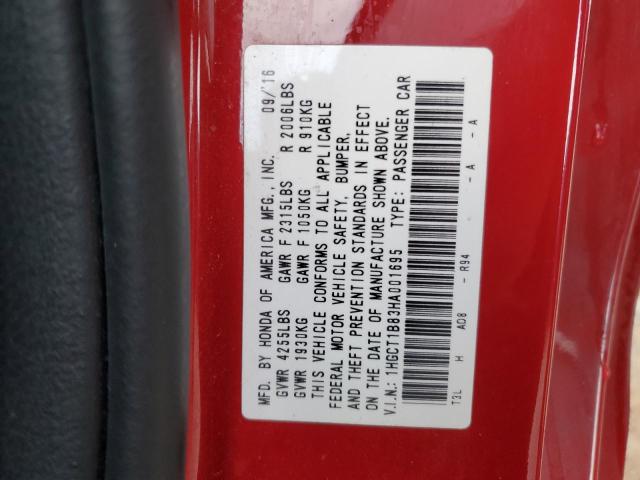 MFD. BY HONDA OF AMERICA MFG., INC. 09/'16
GVWR 4255LBS GAWR F 2315LBS R 2006LBS
GVWR 1930KG GAWR F 1050KG R 910KG
THIS VEHICLE CONFORMS TO ALL APPLICABLE
FEDERAL MOTOR VEHICLE SAFETY, BUMPER,
AND THEFT PREVENTION STANDARDS IN EFFECT
ON THE DATE OF MANUFACTURE SHOWN ABOVE.
V.I.N.: 1HGCT1B83HA001695 TYPE: PASSENGER CAR
T3L H AO8 - R94 - A - A